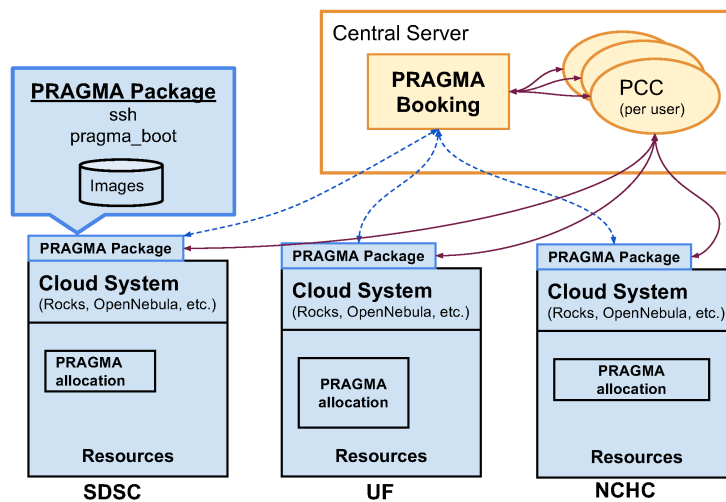 Central Server
PRAGMA
Booking
PCC
(per user)
PRAGMA Package
ssh
pragma_boot
Images
PRAGMA Package
Cloud System
(Rocks, OpenNebula, etc.)
PRAGMA
allocation
Resources
SDSC
PRAGMA Package
Cloud System
(Rocks, OpenNebula, etc.)
PRAGMA
allocation
Resources
UF
PRAGMA Package
Cloud System
(Rocks, OpenNebula, etc.)
PRAGMA
allocation
Resources
NCHC